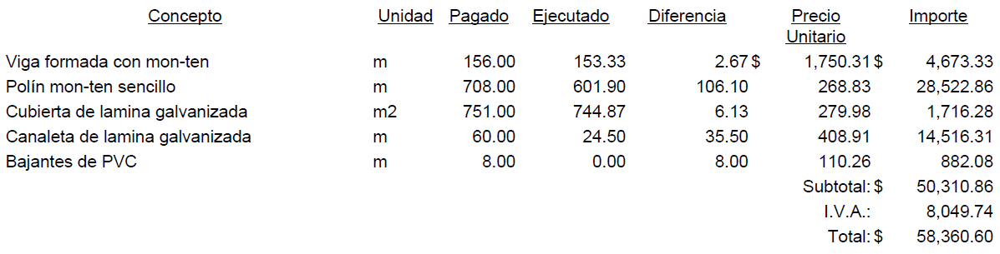 Concepto Unidad Pagado Ejecutado Diferencia Precio Unitario Importe
Viga formada con mon-ten m 156.00 153.33 2.67 $ 1,750.31 $ 4,673.33
Polín mon-ten sencillo m 708.00 601.90 106.10 268.83 28,522.86
Cubierta de lamina galvanizada m2 751.00 744.87 6.13 279.98 1,716.28
Canaleta de lamina galvanizada m 60.00 24.50 35.50 408.91 14,516.31
Bajantes de PVC m 8.00 0.00 8.00 110.26 882.08
Subtotal: $ 50,310.86
I.V.A.: 8,049.74
Total: $ 58,360.60